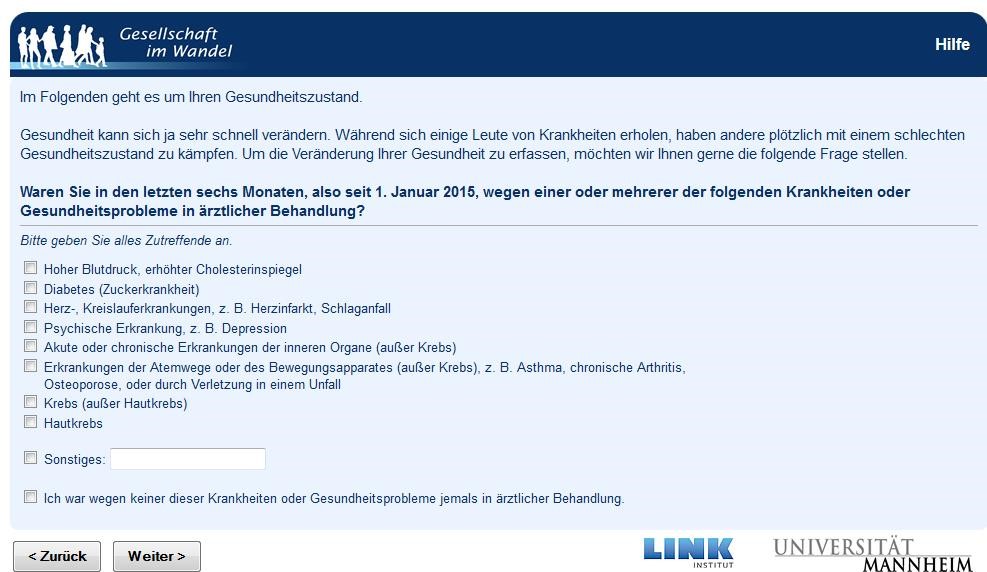 Gesellschaft
im Wandel
Hilfe
Im Folgenden geht es um Ihren Gesundheitszustand.
Gesundheit kann sich ja sehr schnell verändern. Während sich einige Leute von Krankheiten erholen, haben andere plötzlich mit einem schlechten
Gesundheitszustand zu kämpfen. Um die Veränderung Ihrer Gesundheit zu erfassen, möchten wir Ihnen gerne die folgende Frage stellen.
Waren Sie in den letzten sechs Monaten, also seit 1. Januar 2015, wegen einer oder mehrerer der folgenden Krankheiten oder
Gesundheitsprobleme in ärztlicher Behandlung?
Bitte geben Sie alles Zutreffende an.
Hoher Blutdruck, erhöhter Cholesterinspiegel
Diabetes (Zuckerkrankheit)
Herz-, Kreislauferkrankungen, z. B. Herzinfarkt, Schlaganfall
Psychische Erkrankung, z. B. Depression
Akute oder chronische Erkrankungen der inneren Organe (außer Krebs)
Erkrankungen der Atemwege oder des Bewegungsapparates (außer Krebs), z. B. Asthma, chronische Arthritis,
Osteoporose, oder durch Verletzung in einem Unfall
Krebs (außer Hautkrebs)
Hautkrebs
Sonstiges:
Ich war wegen keiner dieser Krankheiten oder Gesundheitsprobleme jemals in ärztlicher Behandlung.
< Zurück
Weiter >
LINK
INSTITUT
UNIVERSITÄT
MANNHEIM